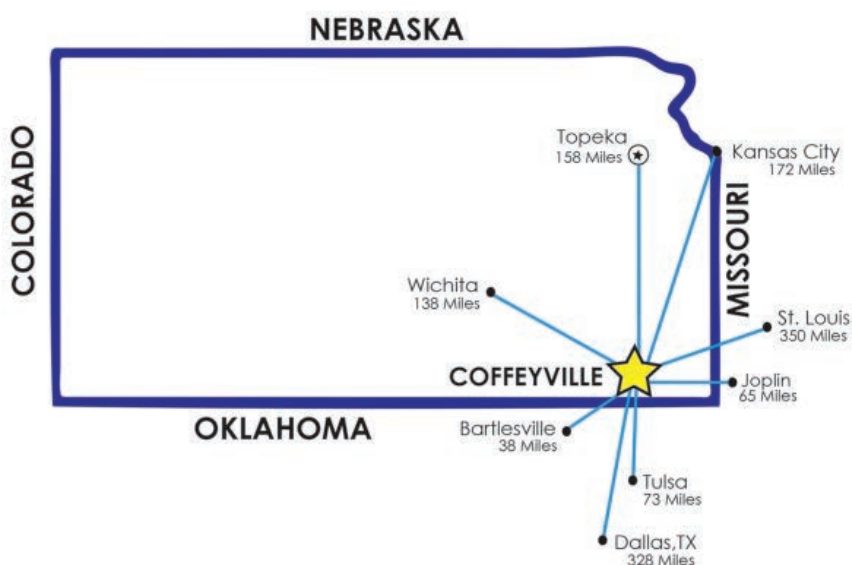 NEBRASKA
COLORADO
Topeka
158 Miles
Kansas City
172 Miles
MISSOURI
Wichita
138 Miles
St. Louis
350 Miles
COFFEYVILLE
Joplin
65 Miles
OKLAHOMA
Bartlesville
38 Miles
Tulsa
73 Miles
Dallas,TX
328 Miles